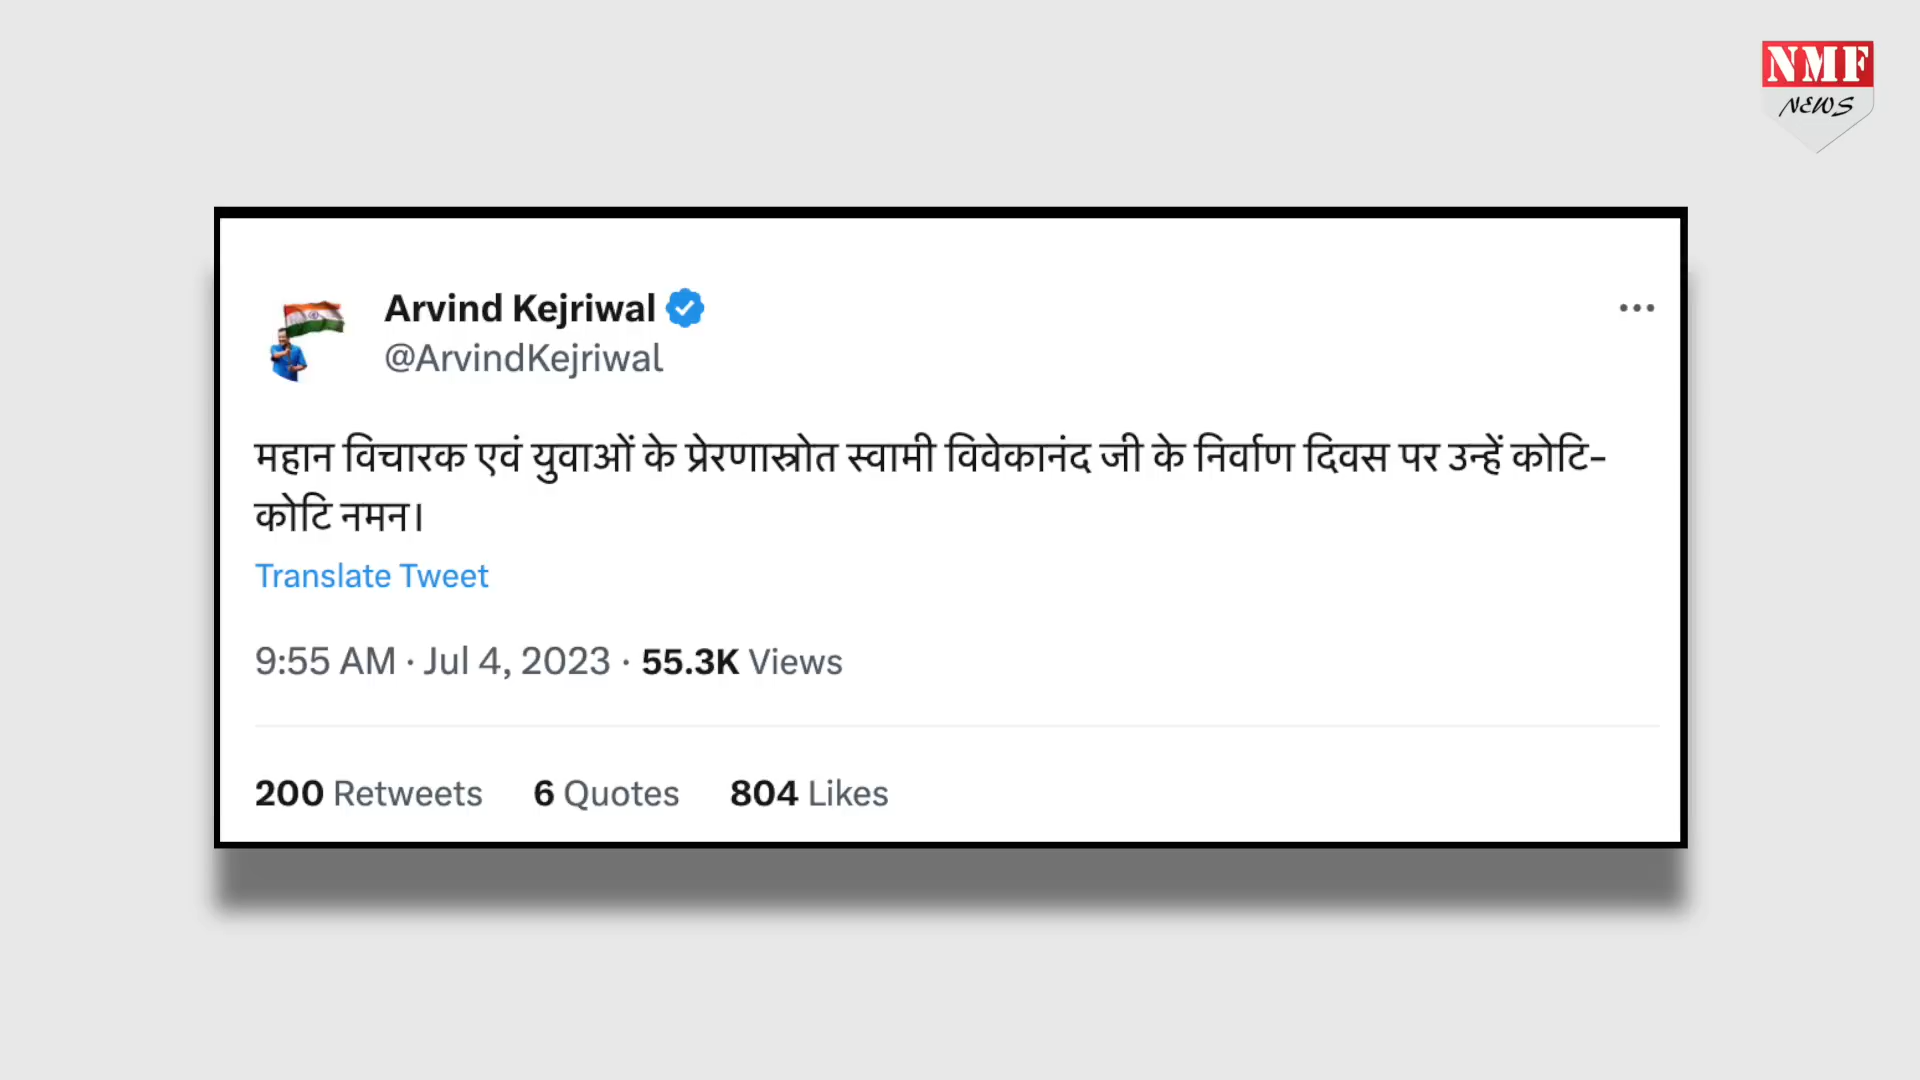 NMF
NEWS
Arvind Kejriwal
@ArvindKejriwal
महान विचारक एवं युवाओं के प्रेरणास्रोत स्वामी विवेकानंद जी के निर्वाण दिवस पर उन्हें कोटि-
कोटि नमन।
Translate Tweet
9:55 AM · Jul 4, 2023 · 55.3K Views
200 Retweets 6 Quotes 804 Likes